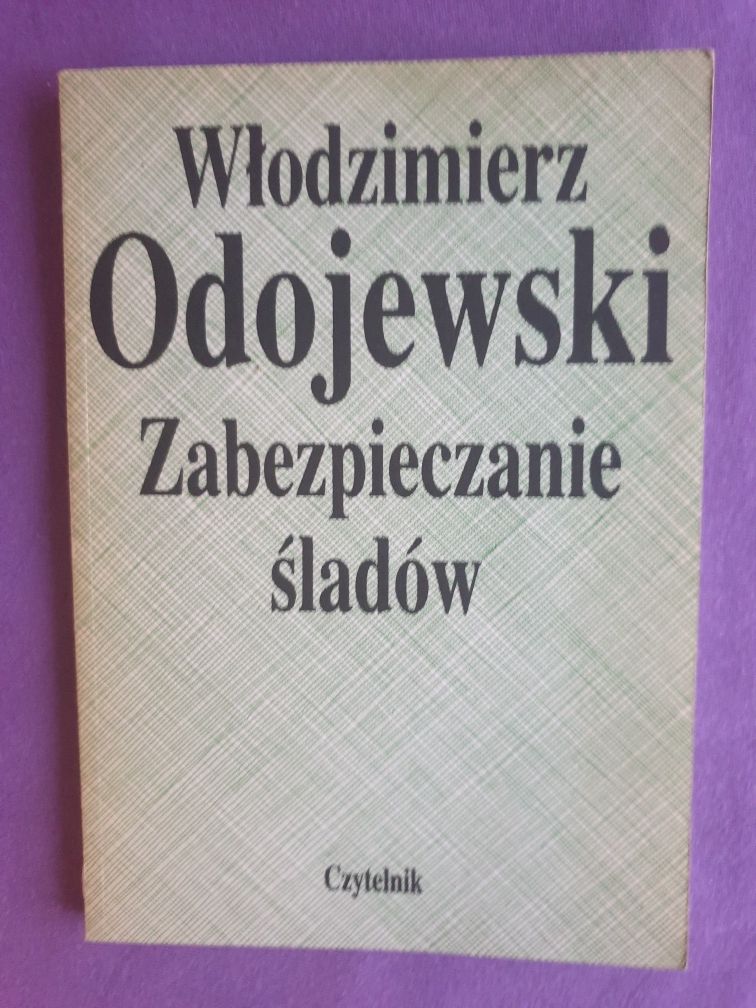 Włodzimierz
Odojewski
Zabezpieczanie
śladów
Czytelnik